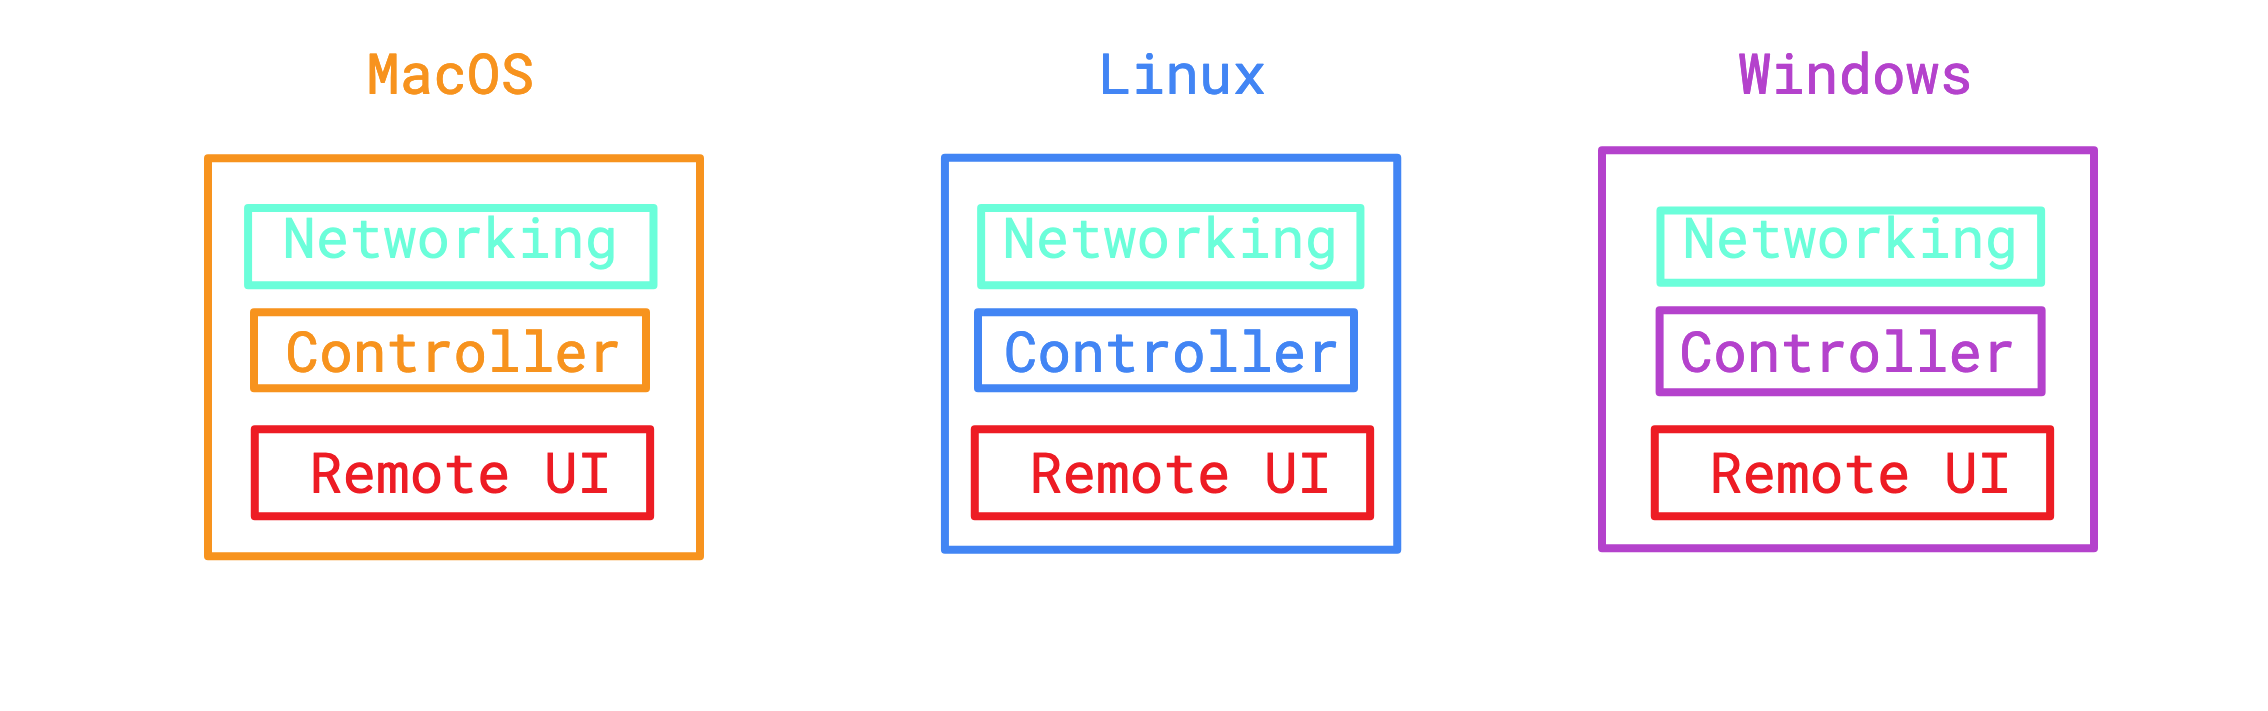 MacOS
Linux
Windows
Networking
Networking
Networking
Controller
Controller
Controller
Remote UI
Remote UI
Remote UI